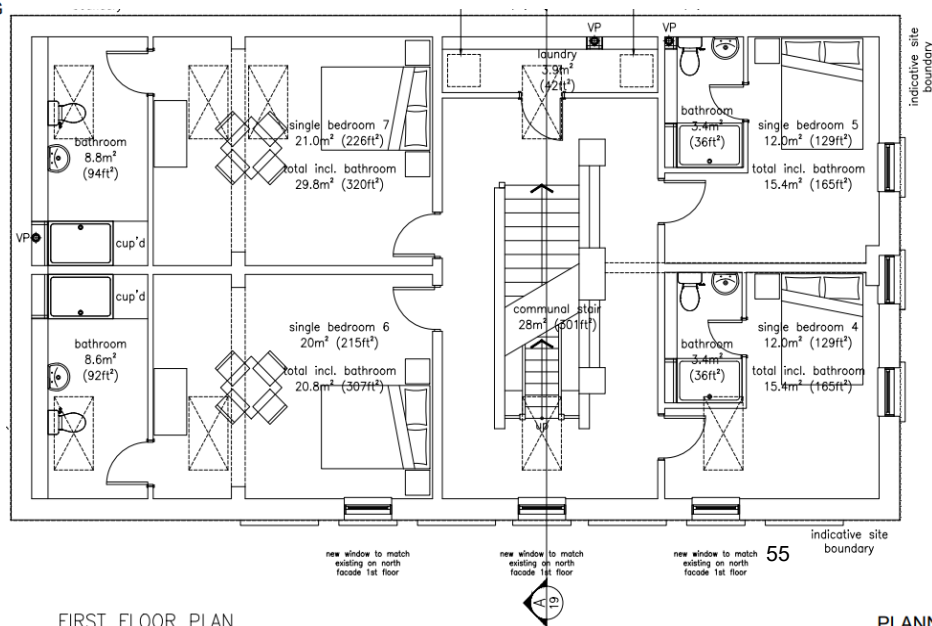 VP
VP
laundry
3.9m²
(42ft²)
bathroom
8.8m²
(94ft²)
single bedroom 7
21.0m² (226ft²)
total incl. bathroom
29.8m² (320ft²)
bathroom
3.4m²
(36ft²)
single bedroom 5
12.0m² (129ft²)
total incl. bathroom
15.4m² (165ft²)
indicative site
boundary
VP
cup'd
cup'd
bathroom
8.6m²
(92ft²)
single bedroom 6
20m² (215ft²)
total incl. bathroom
20.8m² (307ft²)
communal stair
28m² (301ft²)
up
bathroom
3.4m²
(36ft²)
single bedroom 4
12.0m² (129ft²)
total incl. bathroom
15.4m² (165ft²)
new window to match
existing on north
facade 1st floor
new window to match
existing on north
facade 1st floor
new window to match
existing on north
facade 1st floor
55
indicative site
boundary
A
19
FIRST FLOOR PLAN